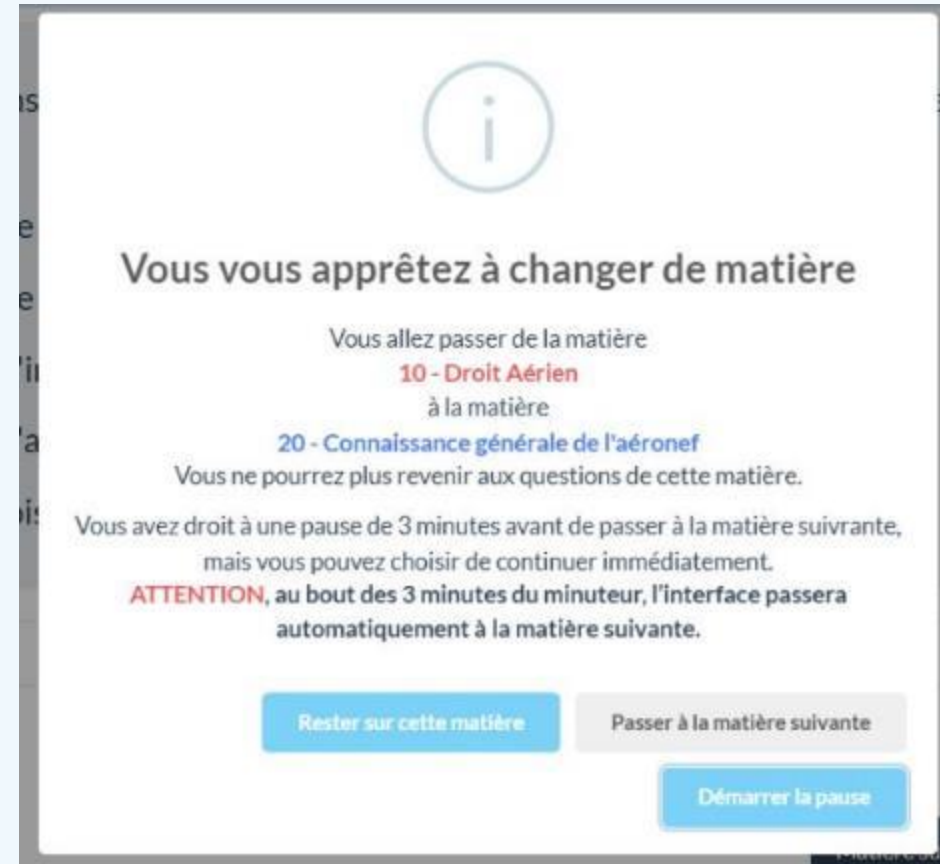 Vous vous apprêtez à changer de matière
Vous allez passer de la matière
10 - Droit Aérien
à la matière
20 - Connaissance générale de l'aéronef
Vous ne pourrez plus revenir aux questions de cette matière.
Vous avez droit à une pause de 3 minutes avant de passer à la matière suivrante,
mais vous pouvez choisir de continuer immédiatement.
ATTENTION, au bout des 3 minutes du minuteur, l'interface passera
automatiquement à la matière suivante.
Rester sur cette matière
Passer à la matière suivante
Démarrer la pause